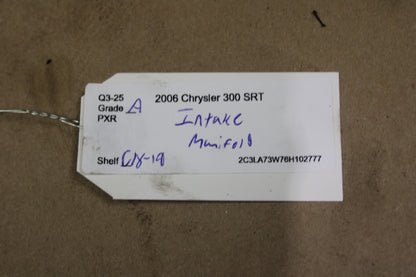 Q3-25 2006 Chrysler 300 SRT
Grade A
PXR Intake
Manifold
Shelf 2C3LA73W76H102777